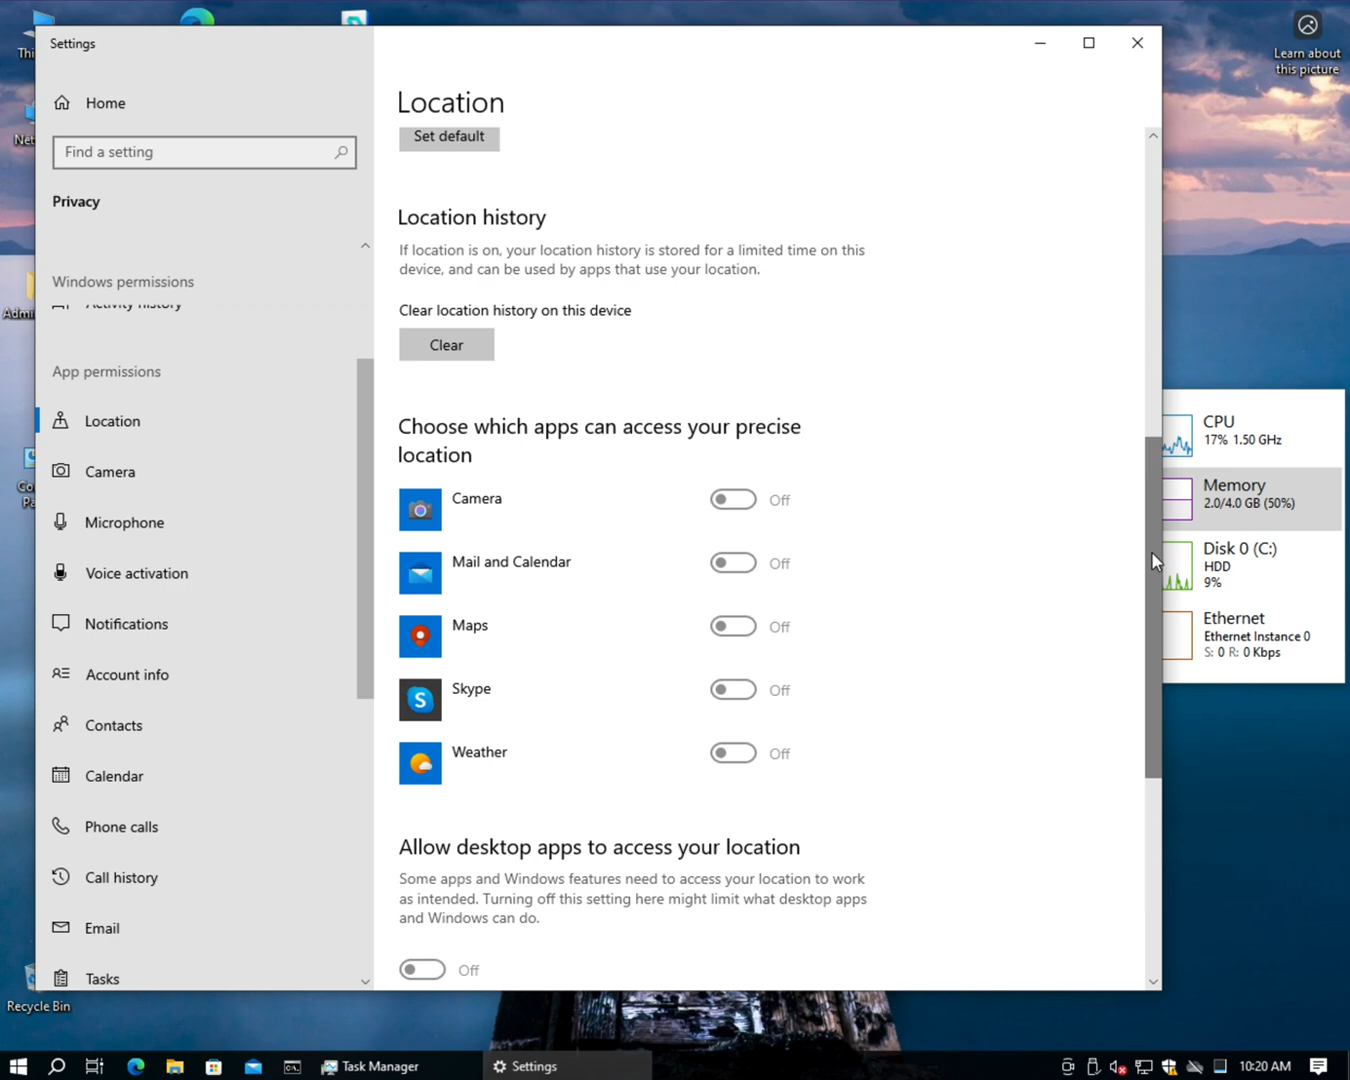 Learn about
this picture
Settings
Home
Find a setting
Privacy
Windows permissions
Activity history
App permissions
Location
Camera
Microphone
Voice activation
Notifications
Account info
Contacts
Calendar
Phone calls
Call history
Email
Tasks
Location
Set default
Location history
If location is on, your location history is stored for a limited time on this
device, and can be used by apps that use your location.
Clear location history on this device
Clear
Choose which apps can access your precise
location
Camera Off
Mail and Calendar Off
Maps Off
Skype Off
Weather Off
Allow desktop apps to access your location
Some apps and Windows features need to access your location to work
as intended. Turning off this setting here might limit what desktop apps
and Windows can do.
Off
CPU
17% 1.50 GHz
Memory
2.0/4.0 GB (50%)
Disk 0 (C:)
HDD
9%
Ethernet
Ethernet Instance 0
S: 0 R: 0 Kbps
Recycle Bin
Task Manager
Settings
10:20 AM